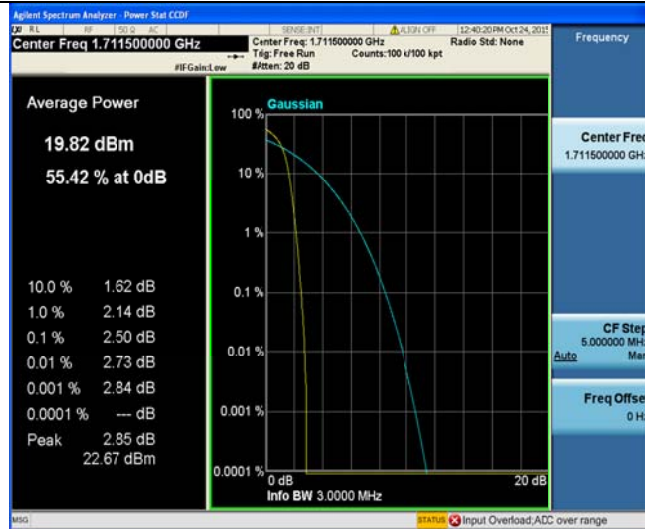 Agilent Spectrum Analyzer - Power Stat CCDF
RL RF 50 Ω AC SENSE:INT ALIGN OFF 12:40:20 PM Oct 24, 2015
Center Freq 1.711500000 GHz
Center Freq: 1.711500000 GHz Radio Std: None
Trig: Free Run Counts:100 k/100 kpt
#IFGain:Low #Atten: 20 dB
Frequency
Average Power
19.82 dBm
55.42 % at 0dB
10.0 % 1.62 dB
1.0 % 2.14 dB
0.1 % 2.50 dB
0.01 % 2.73 dB
0.001 % 2.84 dB
0.0001 % --- dB
Peak 2.85 dB
22.67 dBm
Gaussian
100 %
10 %
1 %
0.1 %
0.01 %
0.001 %
0.0001 %
0 dB 20 dB
Info BW 3.0000 MHz
Center Freq
1.711500000 GHz
CF Step
5.000000 MHz
Auto Man
Freq Offse
0 Hz
MSG STATUS Input Overload;ADC over range